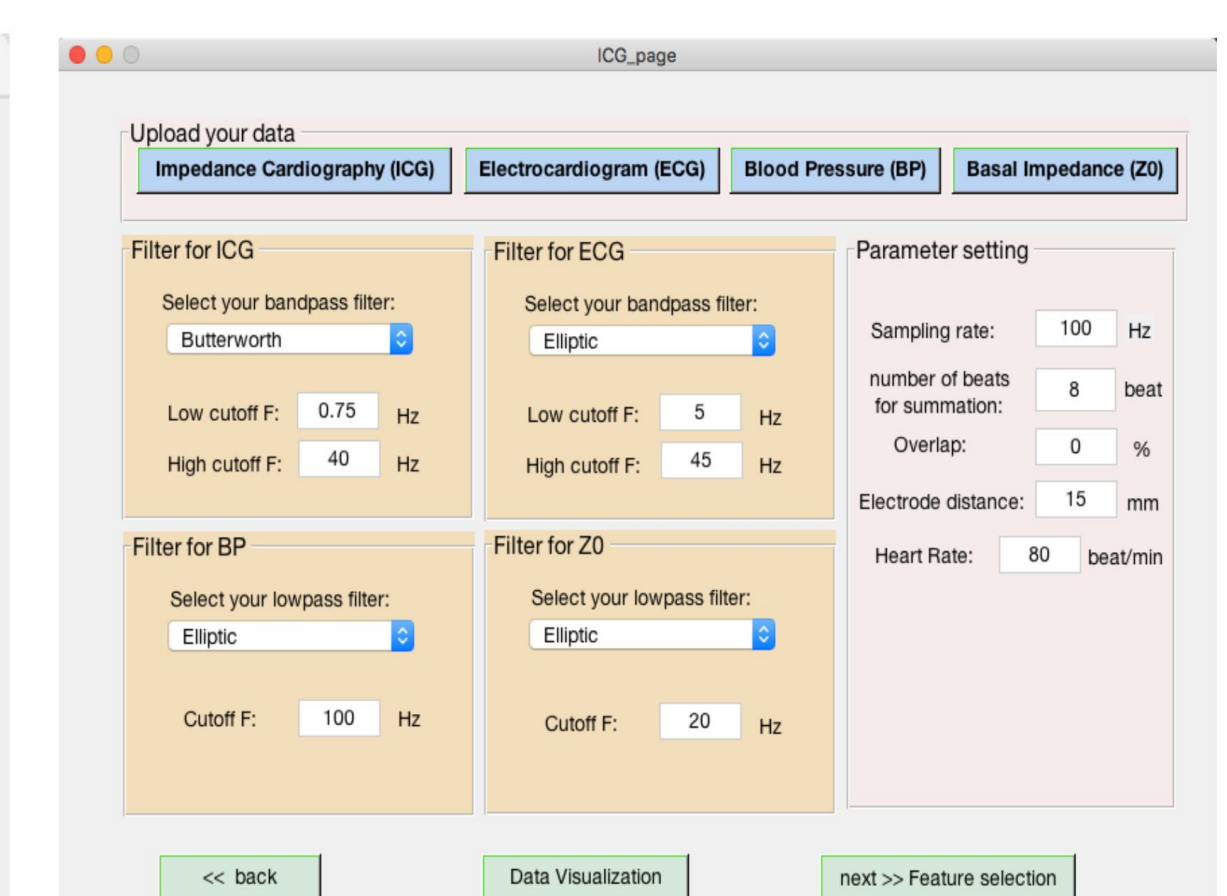 ICG_page
Upload your data
Impedance Cardiography (ICG) Electrocardiogram (ECG) Blood Pressure (BP) Basal Impedance (Z0)
Filter for ICG
Select your bandpass filter:
Butterworth
Low cutoff F: 0.75 Hz
High cutoff F: 40 Hz
Filter for ECG
Select your bandpass filter:
Elliptic
Low cutoff F: 5 Hz
High cutoff F: 45 Hz
Parameter setting
Sampling rate: 100 Hz
number of beats
for summation: 8 beat
Overlap: 0 %
Electrode distance: 15 mm
Heart Rate: 80 beat/min
Filter for BP
Select your lowpass filter:
Elliptic
Cutoff F: 100 Hz
Filter for Z0
Select your lowpass filter:
Elliptic
Cutoff F: 20 Hz
<< back Data Visualization next >> Feature selection